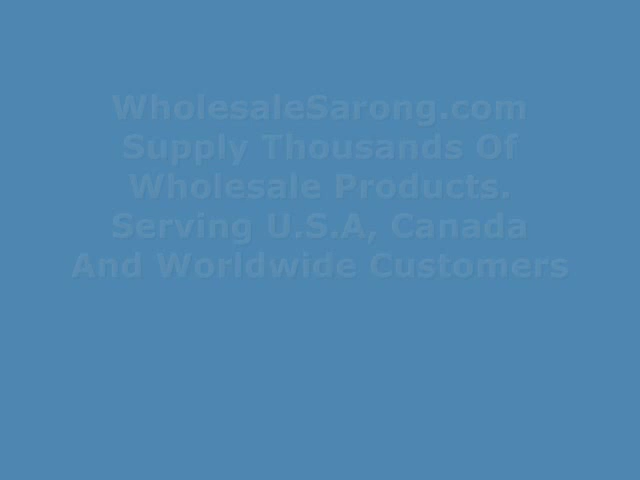 WholesaleSarong.com
Supply Thousands Of
Wholesale Products.
Serving U.S.A, Canada
And Worldwide Customers